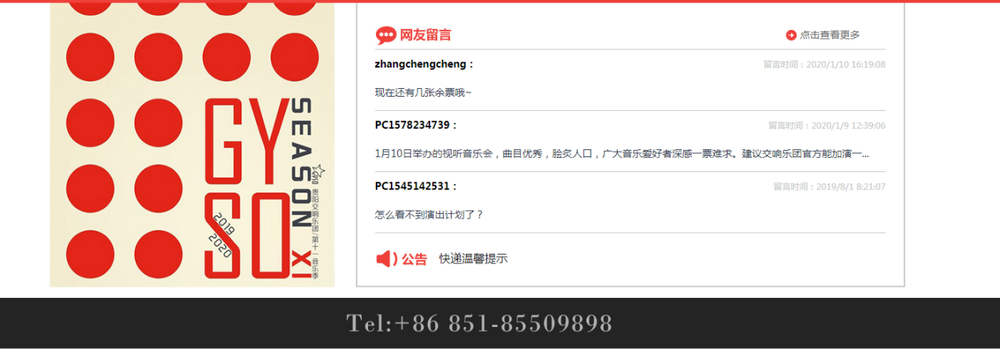 网友留言
点击查看更多
zhangchengcheng：
留言时间：2020/1/10 16:19:08
现在还有几张余票哦~
PC1578234739：
留言时间：2020/1/9 12:39:06
1月10日举办的视听音乐会，曲目优秀，脍炙人口，广大音乐爱好者深感一票难求。建议交响乐团官方能加演一...
PC1545142531：
留言时间：2019/8/1 8:21:07
怎么看不到演出计划了？
公告
快递温馨提示
GY
SO
2019
2020
SEASON XI
GYSO 贵阳交响乐团/第十一音乐季
Tel:+86 851-85509898